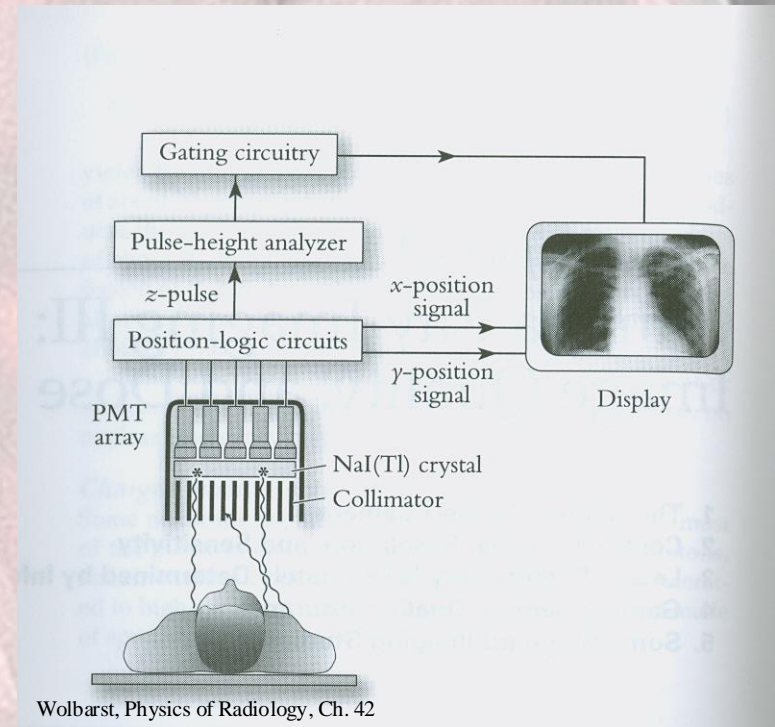 Gating circuitry
Pulse-height analyzer
z-pulse
Position-logic circuits
x-position
signal
y-position
signal
Display
PMT
array
NaI(Tl) crystal
Collimator
Wolbarst, Physics of Radiology, Ch. 42